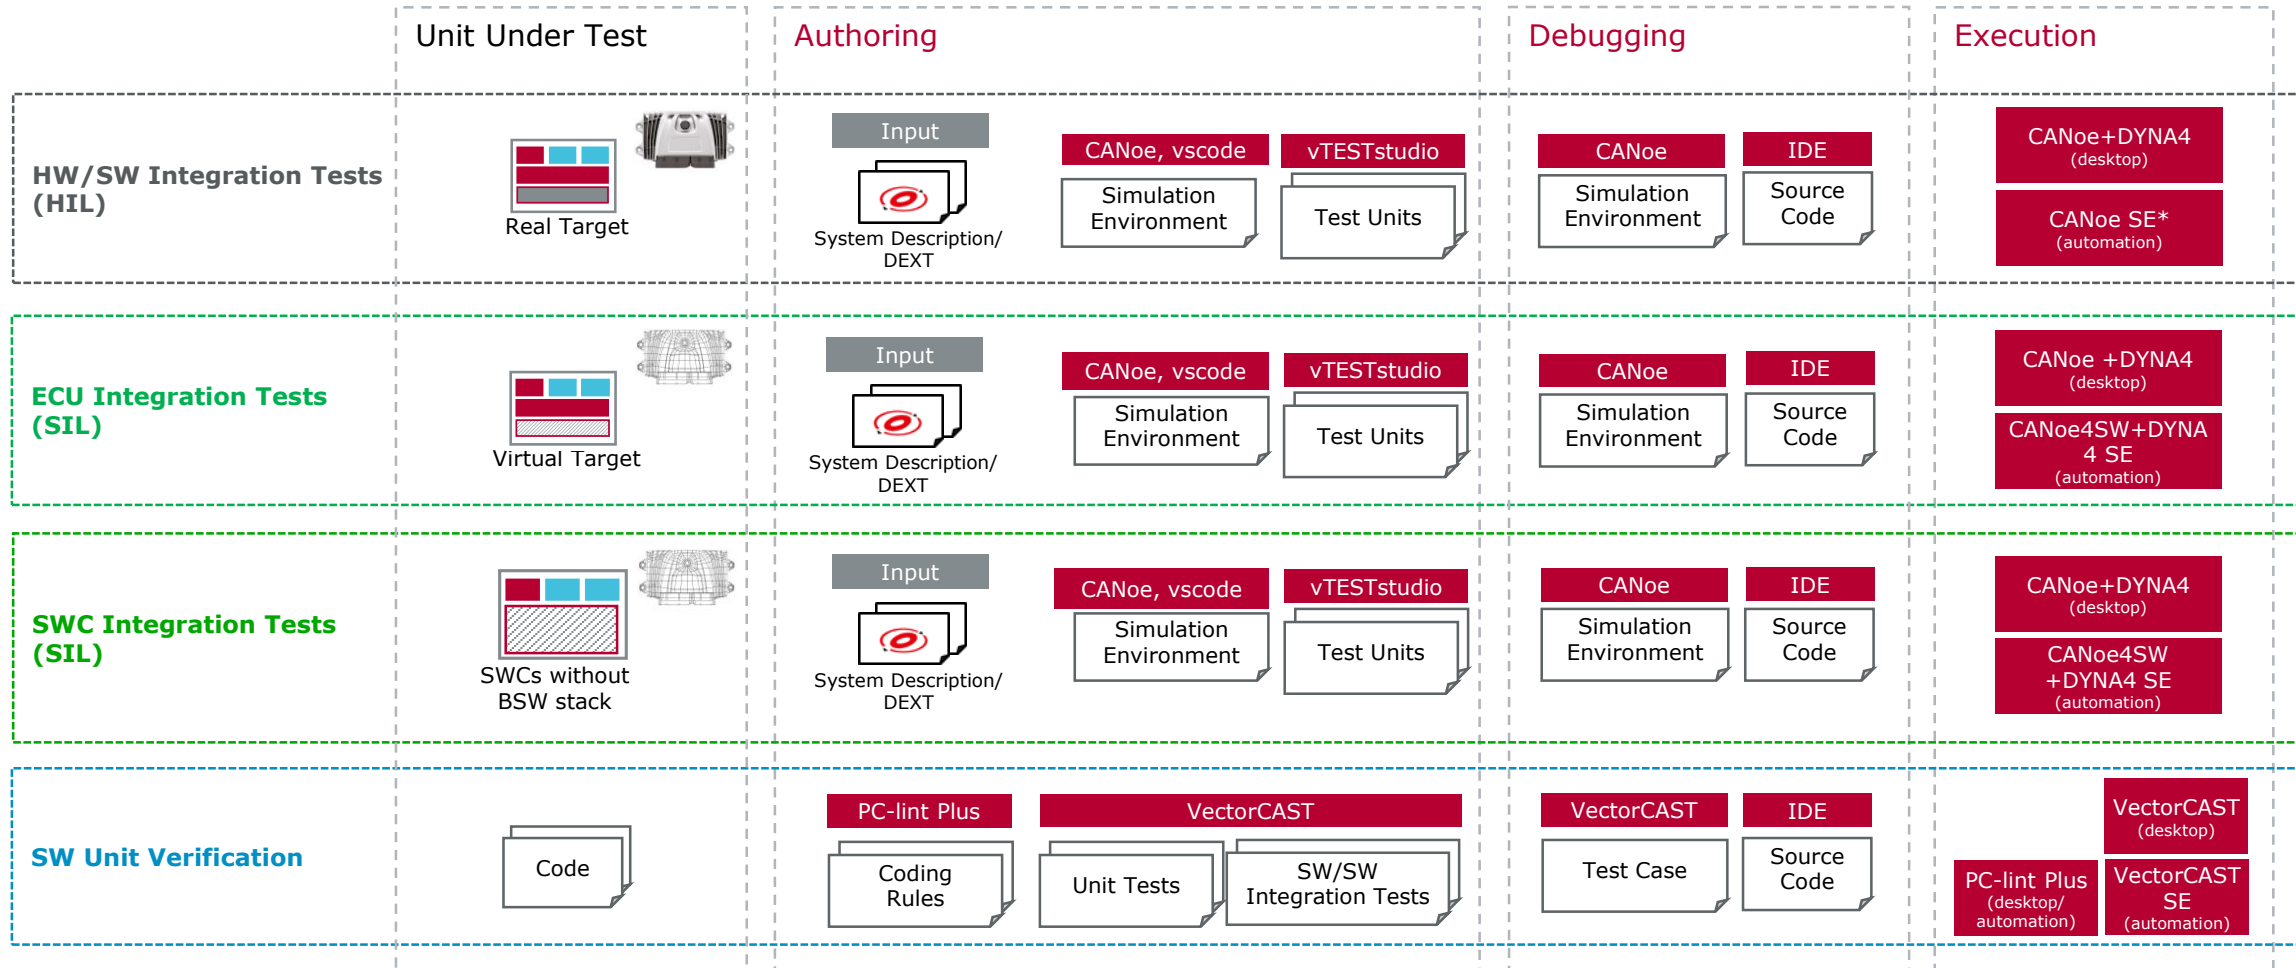 Unit Under Test
Authoring
Debugging
Execution
HW/SW Integration Tests
(HIL)
Real Target
Input
System Description/
DEXT
CANoe, vscode
Simulation
Environment
vTESTstudio
Test Units
CANoe
Simulation
Environment
IDE
Source
Code
CANoe+DYNA4
(desktop)
CANoe SE*
(automation)
ECU Integration Tests
(SIL)
Virtual Target
Input
System Description/
DEXT
CANoe, vscode
Simulation
Environment
vTESTstudio
Test Units
CANoe
Simulation
Environment
IDE
Source
Code
CANoe +DYNA4
(desktop)
CANoe4SW+DYNA
4 SE
(automation)
SWC Integration Tests
(SIL)
SWCs without
BSW stack
Input
System Description/
DEXT
CANoe, vscode
Simulation
Environment
vTESTstudio
Test Units
CANoe
Simulation
Environment
IDE
Source
Code
CANoe+DYNA4
(desktop)
CANoe4SW
+DYNA4 SE
(automation)
SW Unit Verification
Code
PC-lint Plus
Coding
Rules
VectorCAST
Unit Tests
SW/SW
Integration Tests
VectorCAST
Test Case
IDE
Source
Code
VectorCAST
(desktop)
PC-lint Plus
(desktop/
automation)
VectorCAST
SE
(automation)